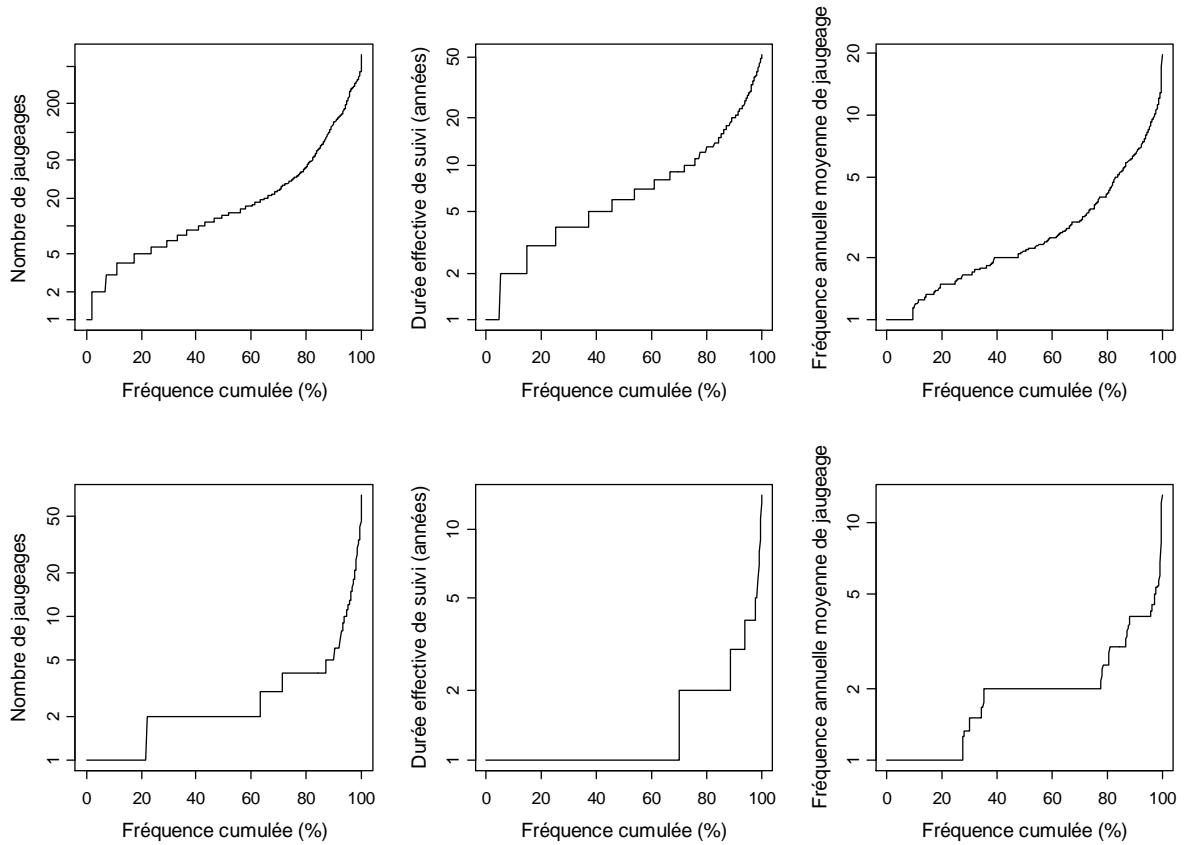 Nombre de jaugeages
1 2 5 20 50 200
0 20 40 60 80 100
Fréquence cumulée (%)
Durée effective de suivi (années)
1 2 5 10 20 50
0 20 40 60 80 100
Fréquence cumulée (%)
Fréquence annuelle moyenne de jaugeage
1 2 5 10 20
0 20 40 60 80 100
Fréquence cumulée (%)
Nombre de jaugeages
1 2 5 10 20 50
0 20 40 60 80 100
Fréquence cumulée (%)
Durée effective de suivi (années)
1 2 5 10
0 20 40 60 80 100
Fréquence cumulée (%)
Fréquence annuelle moyenne de jaugeage
1 2 5 10
0 20 40 60 80 100
Fréquence cumulée (%)